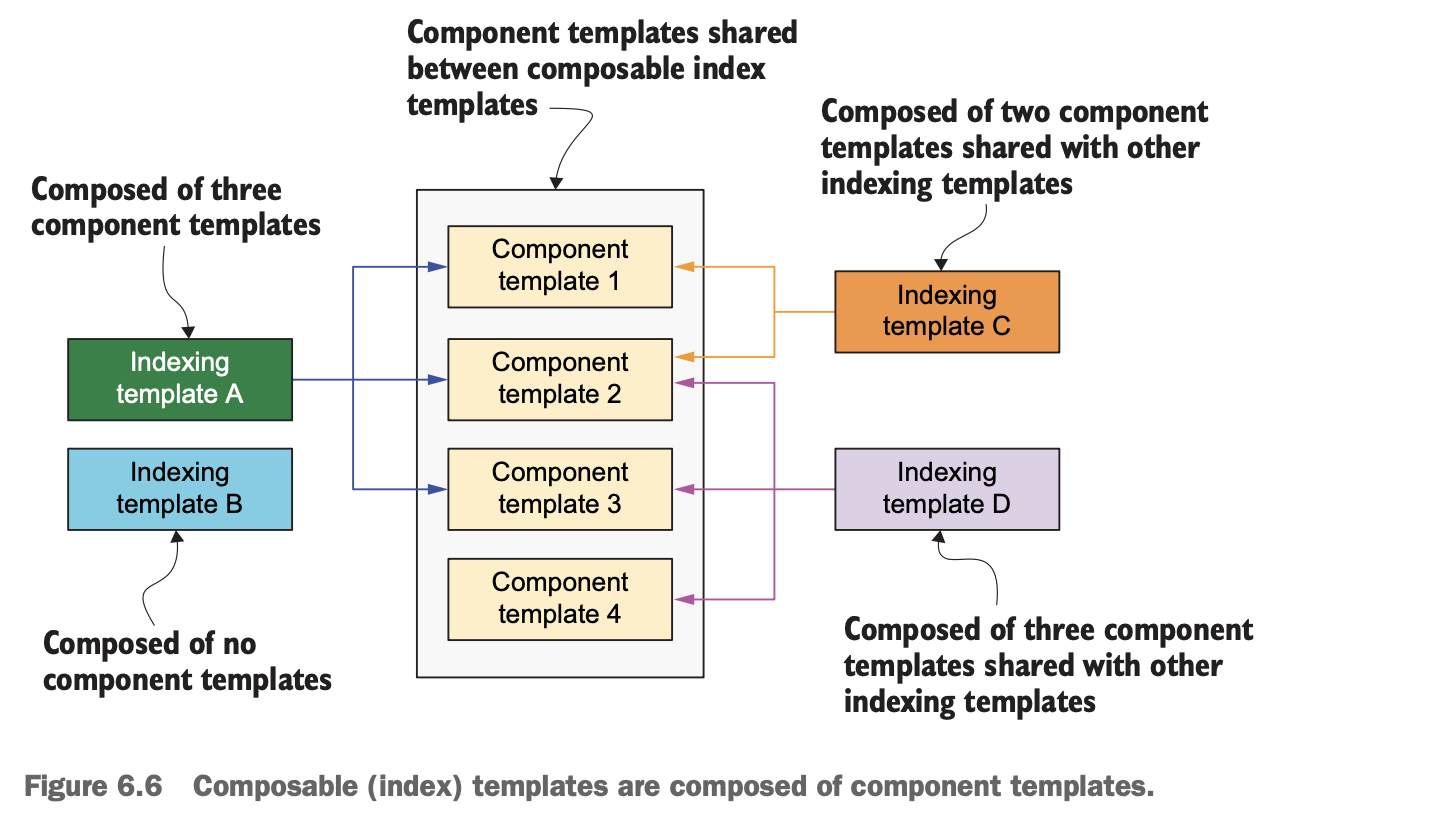 Component templates shared
between composable index
templates
Composed of two component
templates shared with other
indexing templates
Composed of three
component templates
Component
template 1
Indexing
template C
Indexing
template A
Component
template 2
Indexing
template B
Component
template 3
Indexing
template D
Component
template 4
Composed of no
component templates
Composed of three component
templates shared with other
indexing templates
Figure 6.6 Composable (index) templates are composed of component templates.